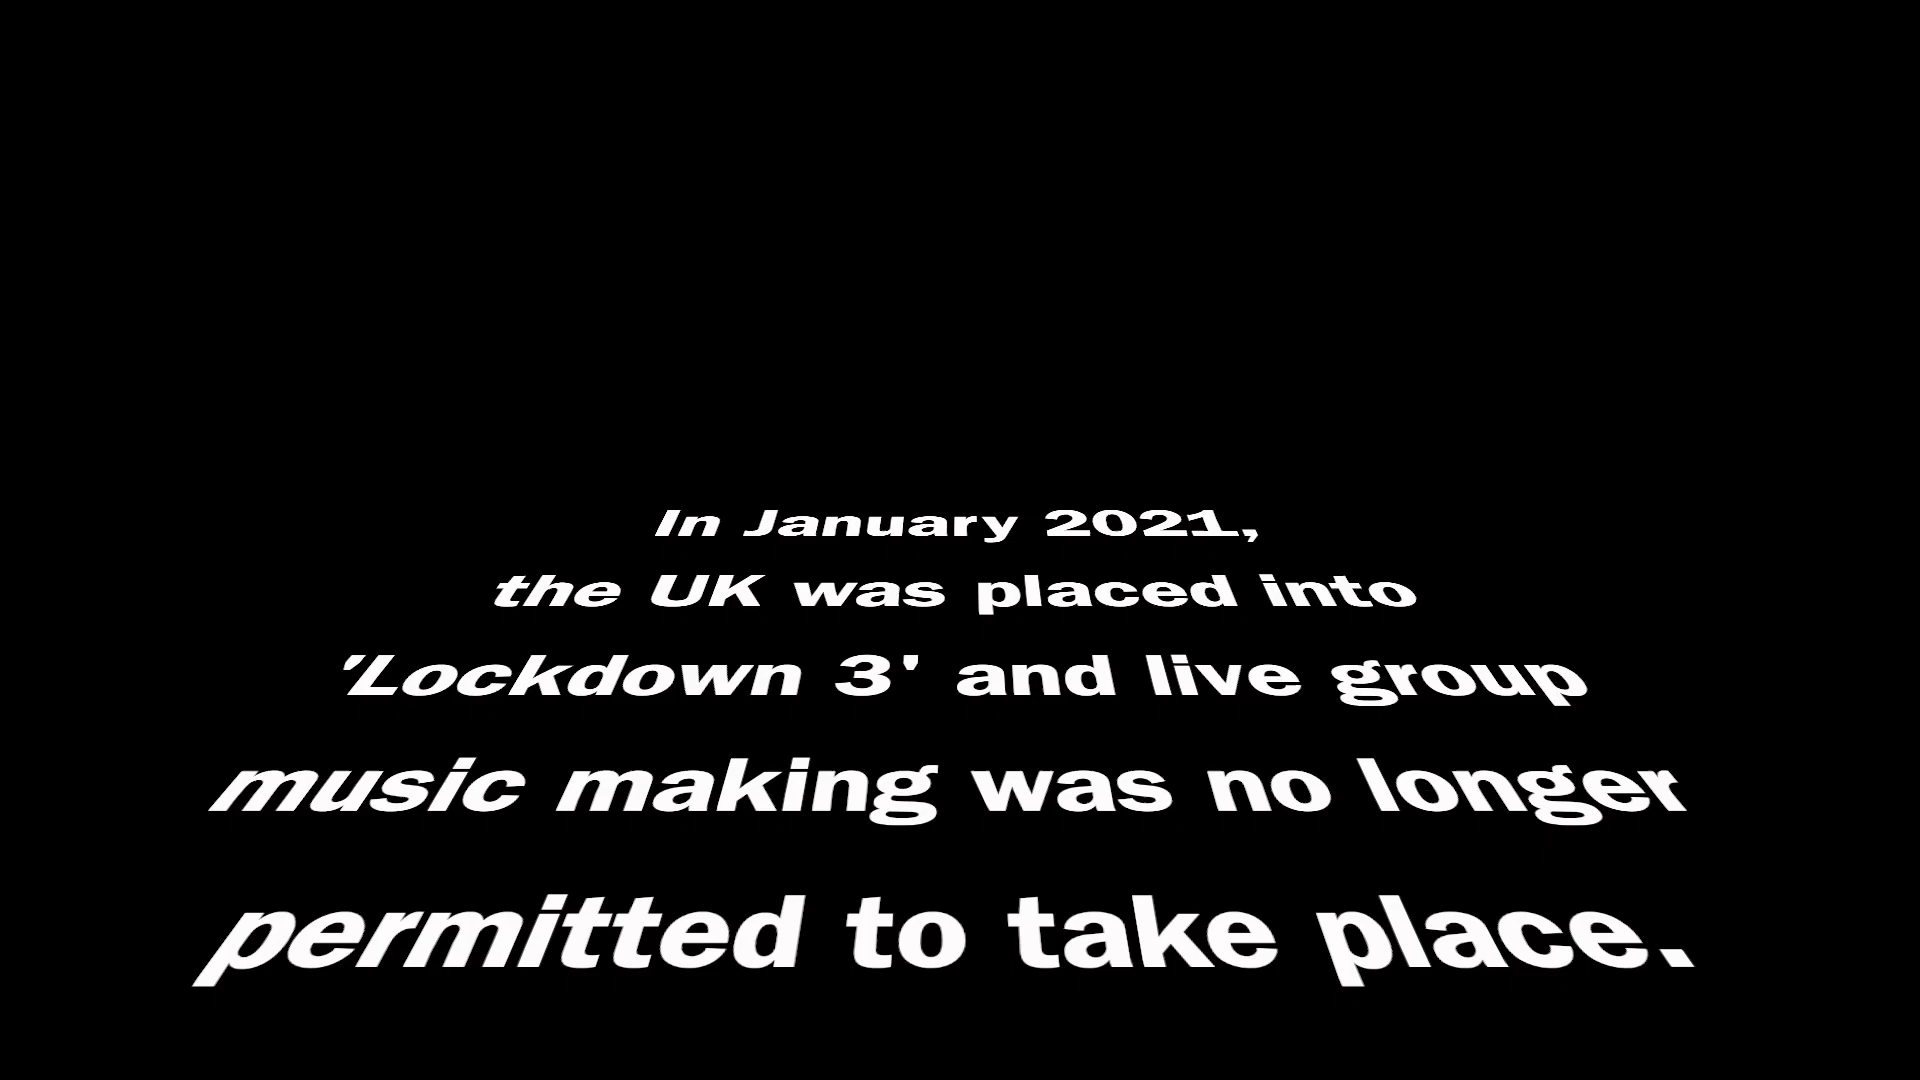 In January 2021,
the UK was placed into
'Lockdown 3' and live group
music making was no longer
permitted to take place.